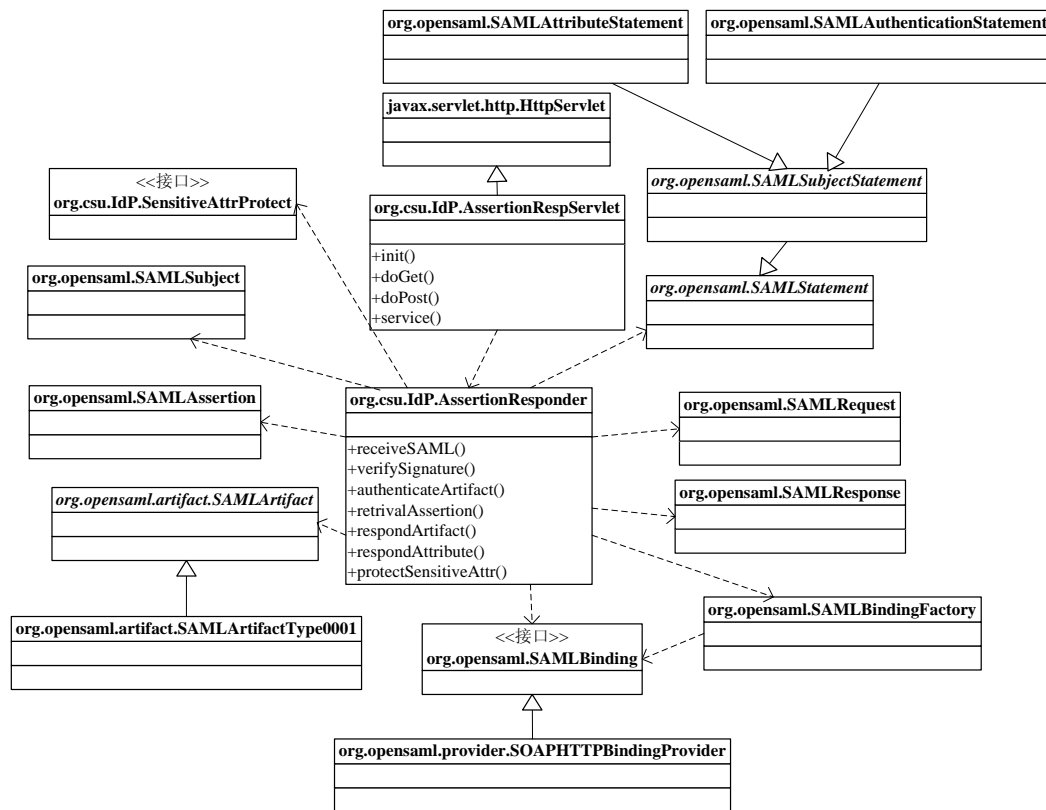 org.opensaml.SAMLAttributeStatement
org.opensaml.SAMLAuthenticationStatement
javax.servlet.http.HttpServlet
<<接口>>
org.csu.IdP.SensitiveAttrProtect
org.opensaml.SAMLSubjectStatement
org.csu.IdP.AssertionRespServlet
+init()
+doGet()
+doPost()
+service()
org.opensaml.SAMLSubject
org.opensaml.SAMLStatement
org.opensaml.SAMLAssertion
org.csu.IdP.AssertionResponder
+receiveSAML()
+verifySignature()
+authenticateArtifact()
+retrivalAssertion()
+respondArtifact()
+respondAttribute()
+protectSensitiveAttr()
org.opensaml.SAMLRequest
org.opensaml.artifact.SAMLArtifact
org.opensaml.SAMLResponse
org.opensaml.artifact.SAMLArtifactType0001
<<接口>>
org.opensaml.SAMLBinding
org.opensaml.SAMLBindingFactory
org.opensaml.provider.SOAPHTTPBindingProvider